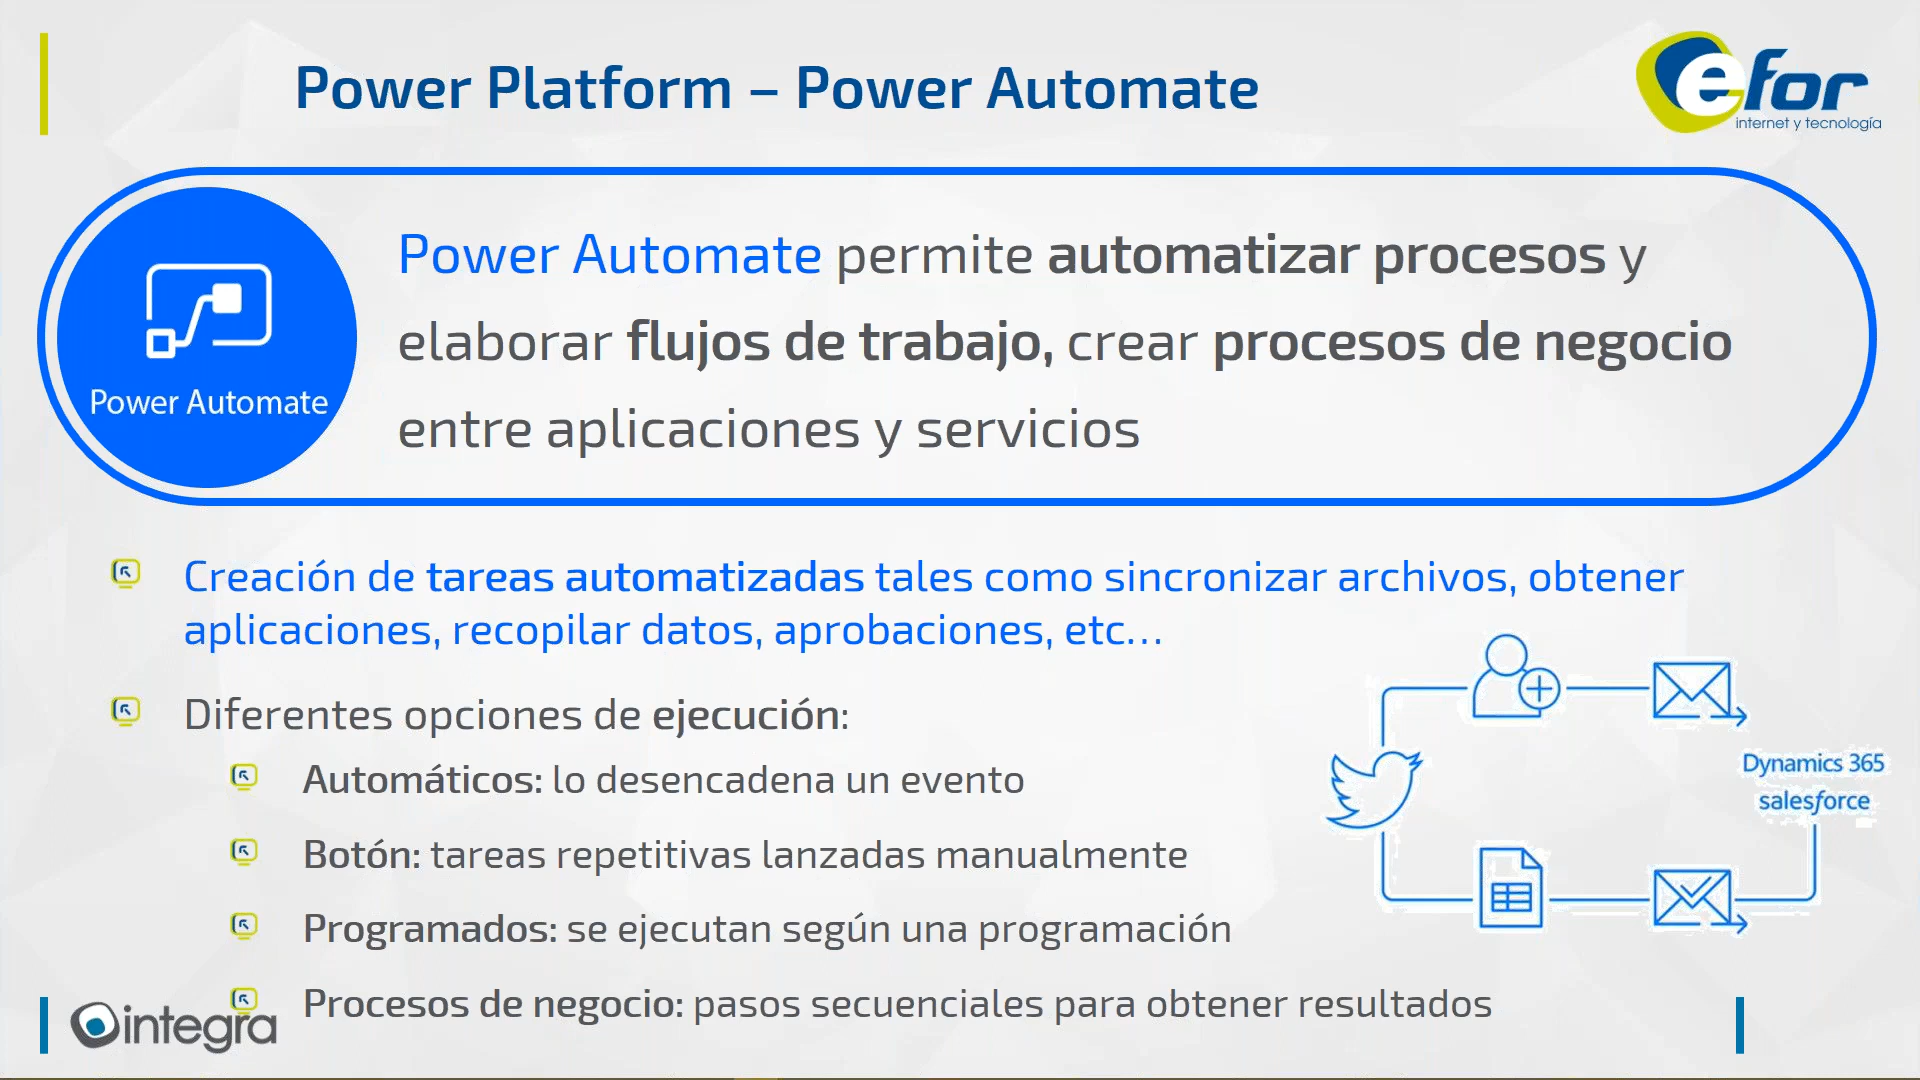 Power Platform – Power Automate
efor
internet y tecnología
Power Automate
Power Automate permite automatizar procesos y
elaborar flujos de trabajo, crear procesos de negocio
entre aplicaciones y servicios
Creación de tareas automatizadas tales como sincronizar archivos, obtener
aplicaciones, recopilar datos, aprobaciones, etc...
Diferentes opciones de ejecución:
Automáticos: lo desencadena un evento
Botón: tareas repetitivas lanzadas manualmente
Programados: se ejecutan según una programación
Procesos de negocio: pasos secuenciales para obtener resultados
Dynamics 365
salesforce
integra